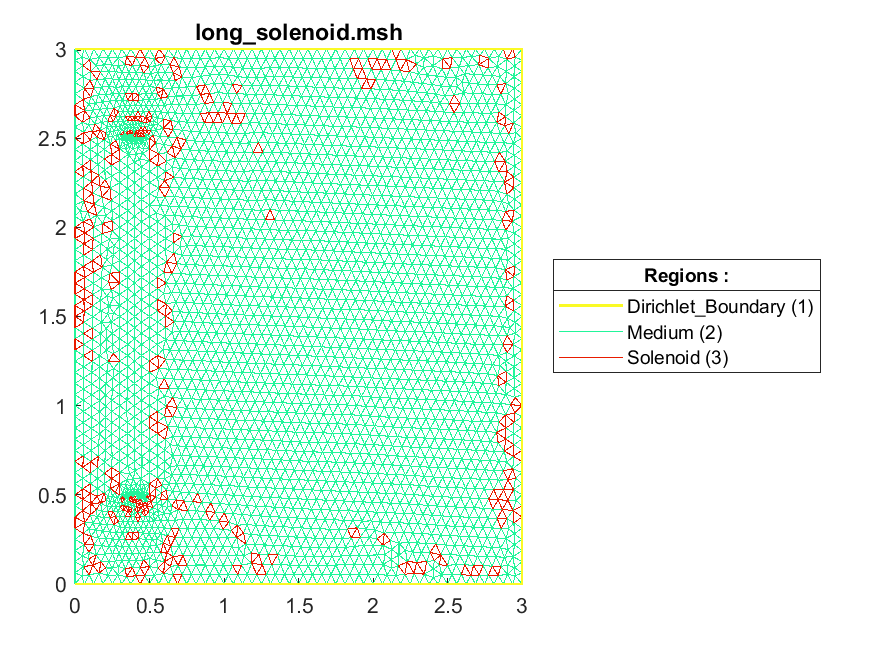 long_solenoid.msh
3
2.5
2
1.5
1
0.5
0
0 0.5 1 1.5 2 2.5 3
Regions :
Dirichlet_Boundary (1)
Medium (2)
Solenoid (3)